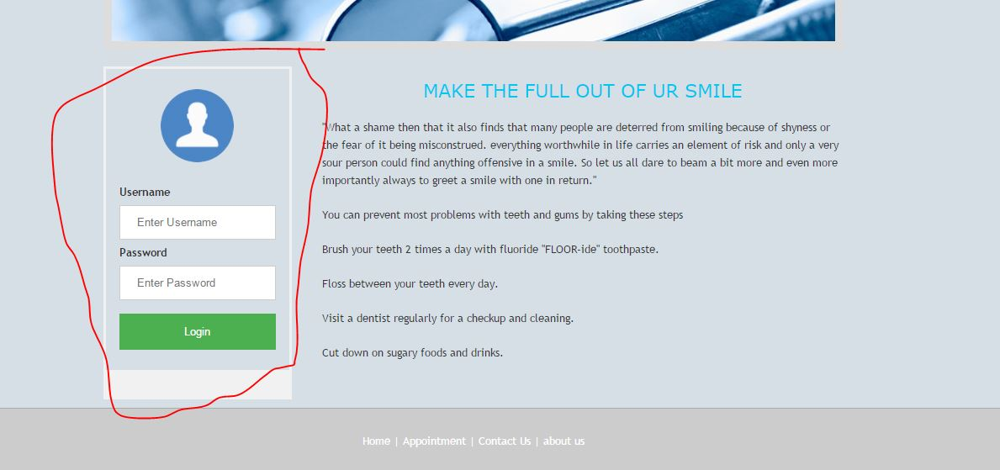 Username
Enter Username
Password
Enter Password
Login
MAKE THE FULL OUT OF UR SMILE
"What a shame then that it also finds that many people are deterred from smiling because of shyness or
the fear of it being misconstrued. everything worthwhile in life carries an element of risk and only a very
sour person could find anything offensive in a smile. So let us all dare to beam a bit more and even more
importantly always to greet a smile with one in return."
You can prevent most problems with teeth and gums by taking these steps
Brush your teeth 2 times a day with fluoride "FLOOR-ide" toothpaste.
Floss between your teeth every day.
Visit a dentist regularly for a checkup and cleaning.
Cut down on sugary foods and drinks.
Home | Appointment | Contact Us | about us